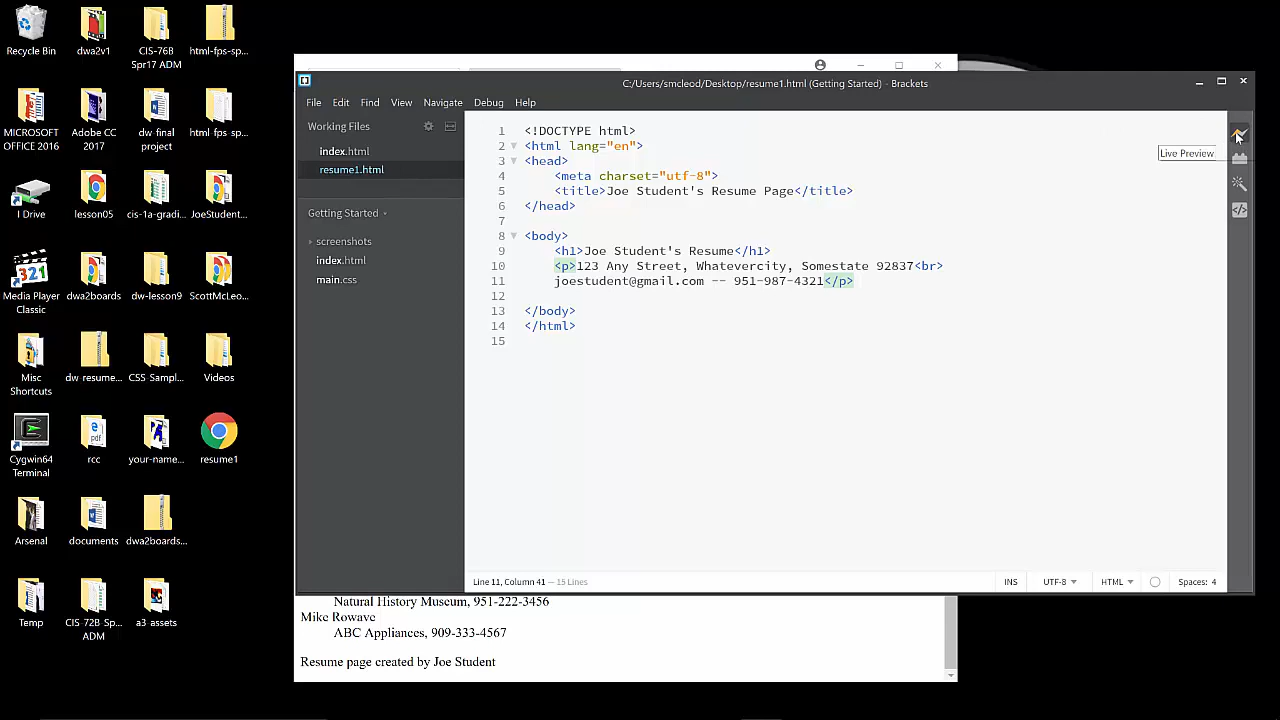 Recycle Bin
dwa2v1
CIS-76B
Spr17 ADM
html-fps-sp...
MICROSOFT
OFFICE 2016
Adobe CC
2017
dw-final
project
html-fps sp...
I Drive
lesson05
cis-1a-gradi...
JoeStudent...
Media Player
Classic
dwa2boards
dw-lesson9
ScottMcLeo...
Misc
Shortcuts
dw_resume...
CSS-Sampl...
Videos
Cygwin64
Terminal
rcc
your-name...
resume1
Arsenal
documents
dwa2boards...
Temp
CIS-72B-Sp...
ADM
a3-assets
C:/Users/smcleod/Desktop/resume1.html (Getting Started) - Brackets
File Edit Find View Navigate Debug Help
Working Files
index.html
resume1.html
Getting Started
screenshots
index.html
main.css
1 <!DOCTYPE html>
2 <html lang="en">
3 <head>
4 <meta charset="utf-8">
5 <title>Joe Student's Resume Page</title>
6 </head>
7
8 <body>
9 <h1>Joe Student's Resume</h1>
10 <p>123 Any Street, Whatevercity, Somestate 92837<br>
11 joestudent@gmail.com -- 951-987-4321</p>
12
13 </body>
14 </html>
15
Live Preview
Line 11, Column 41 — 15 Lines
INS UTF-8 HTML Spaces: 4
Natural History Museum, 951-222-3456
Mike Rowave
ABC Appliances, 909-333-4567
Resume page created by Joe Student